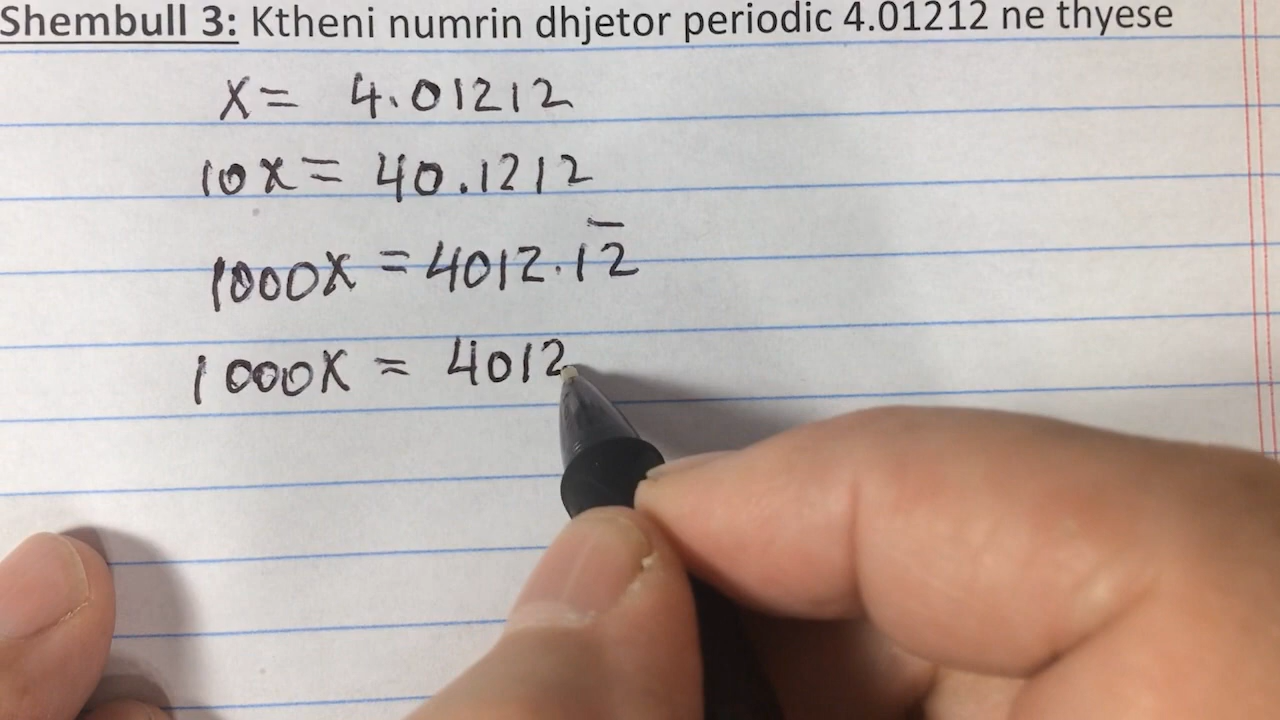 Shembull 3: Ktheni numrin dhjetor periodic 4.01212 ne thyese
x = 4.01212
10x = 40.1212
1000x = 4012.12̅
1000x = 4012